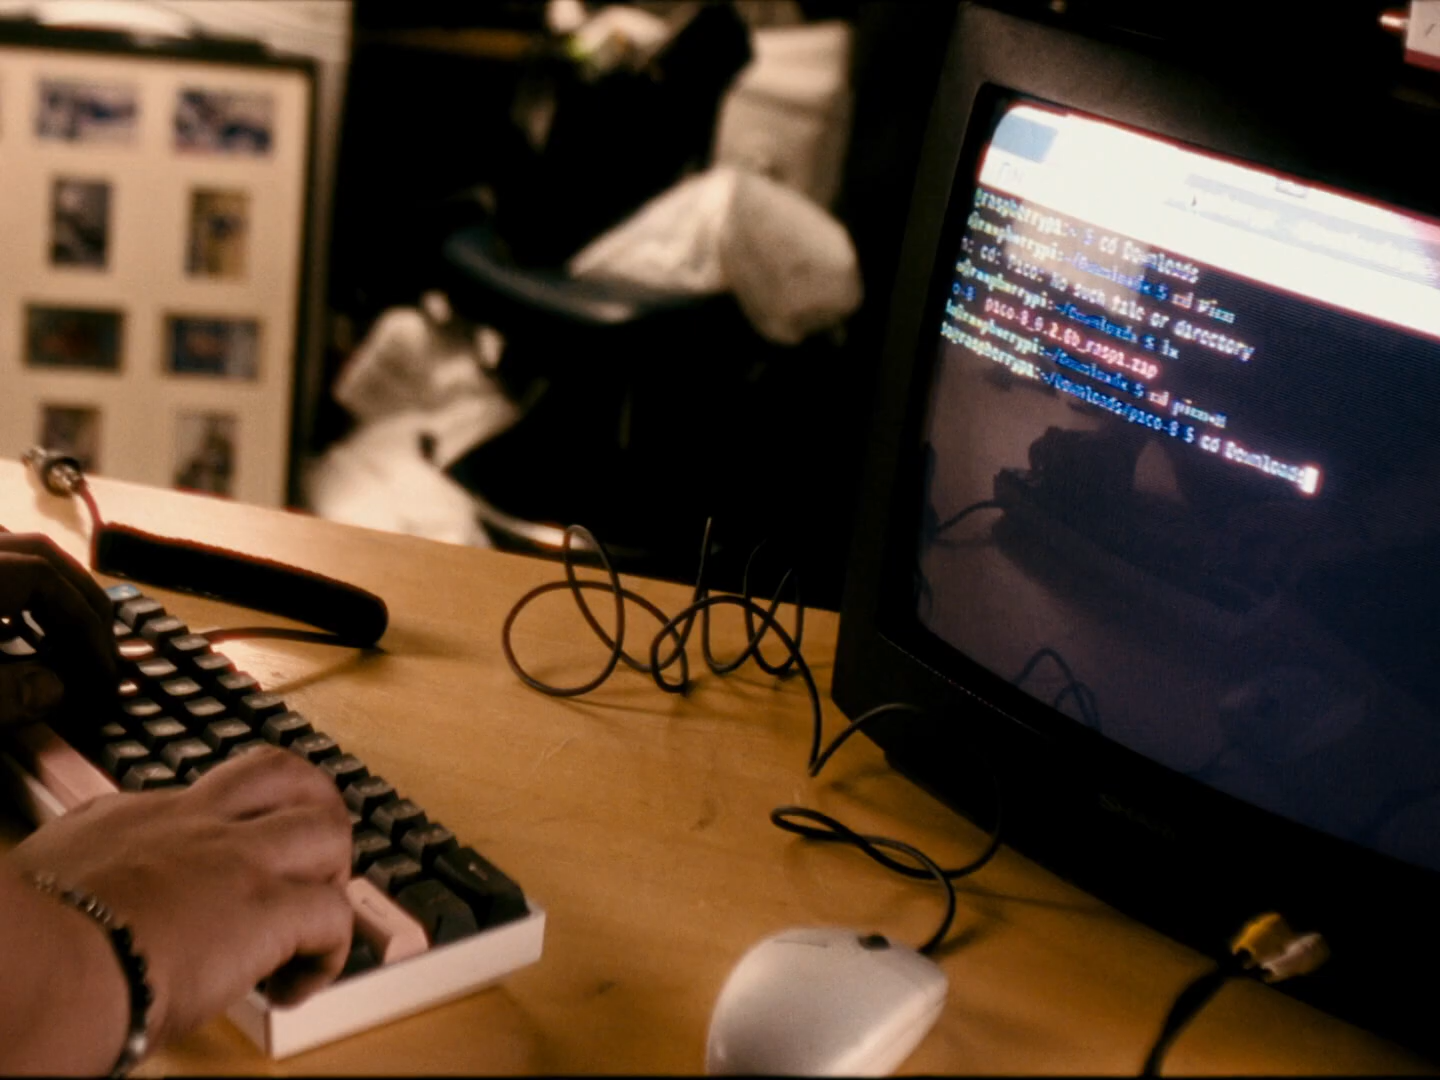 @raspberrypi:~ $ cd Downloads
@raspberrypi:~/Downloads $ cd pico
: cd: pico: No such file or directory
@raspberrypi:~/Downloads $ ls
pico-8_0.2.6b_raspi.zip
@raspberrypi:~/Downloads $ cd pico-8
@raspberrypi:~/Downloads/pico-8 $ cd Downloads